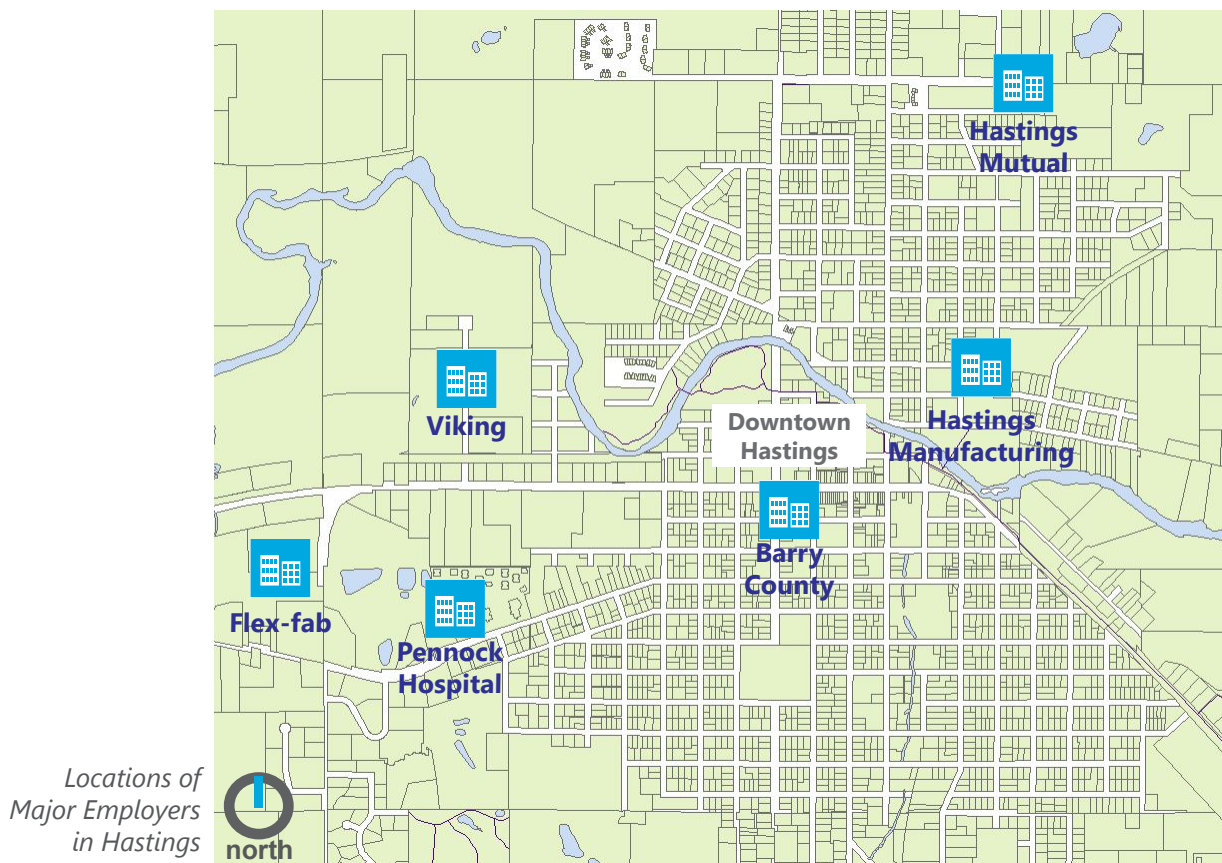 Hastings
Mutual
Viking
Downtown
Hastings
Hastings
Manufacturing
Barry
County
Flex-fab
Pennock
Hospital
Locations of
Major Employers
in Hastings
north